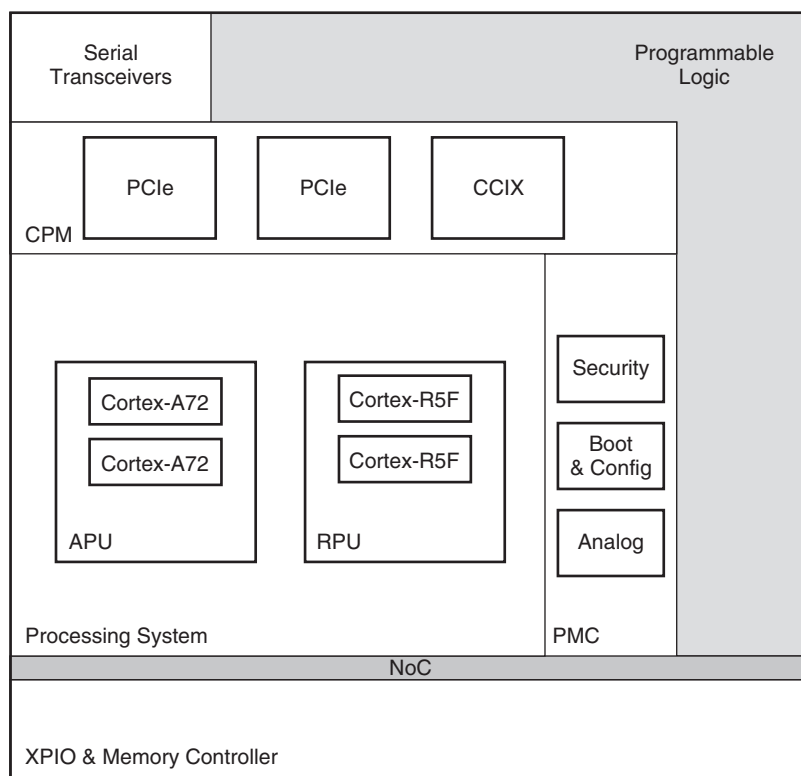 Serial
Transceivers
Programmable
Logic
PCIe
PCIe
CCIX
CPM
Cortex-A72
Cortex-A72
APU
Cortex-R5F
Cortex-R5F
RPU
Security
Boot
& Config
Analog
Processing System
PMC
NoC
XPIO & Memory Controller